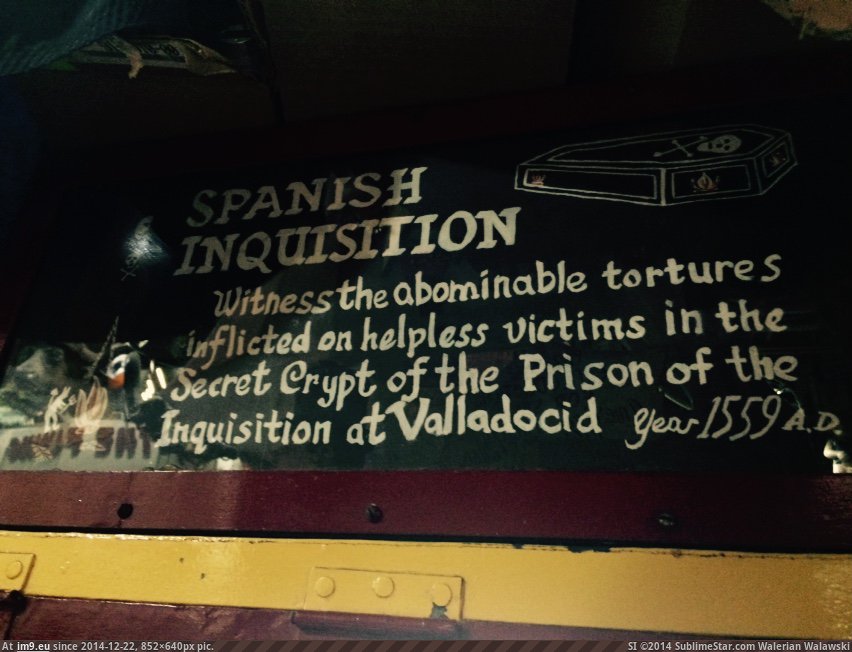 SPANISH
INQUISITION
Witness the abominable tortures
inflicted on helpless victims in the
Secret Crypt of the Prison of the
Inquisition at Valladocid Year 1559 A.D.
At im9.eu since 2014-12-22, 852×640px pic.
SI ©2014 SublimeStar.com Walerian Walawski